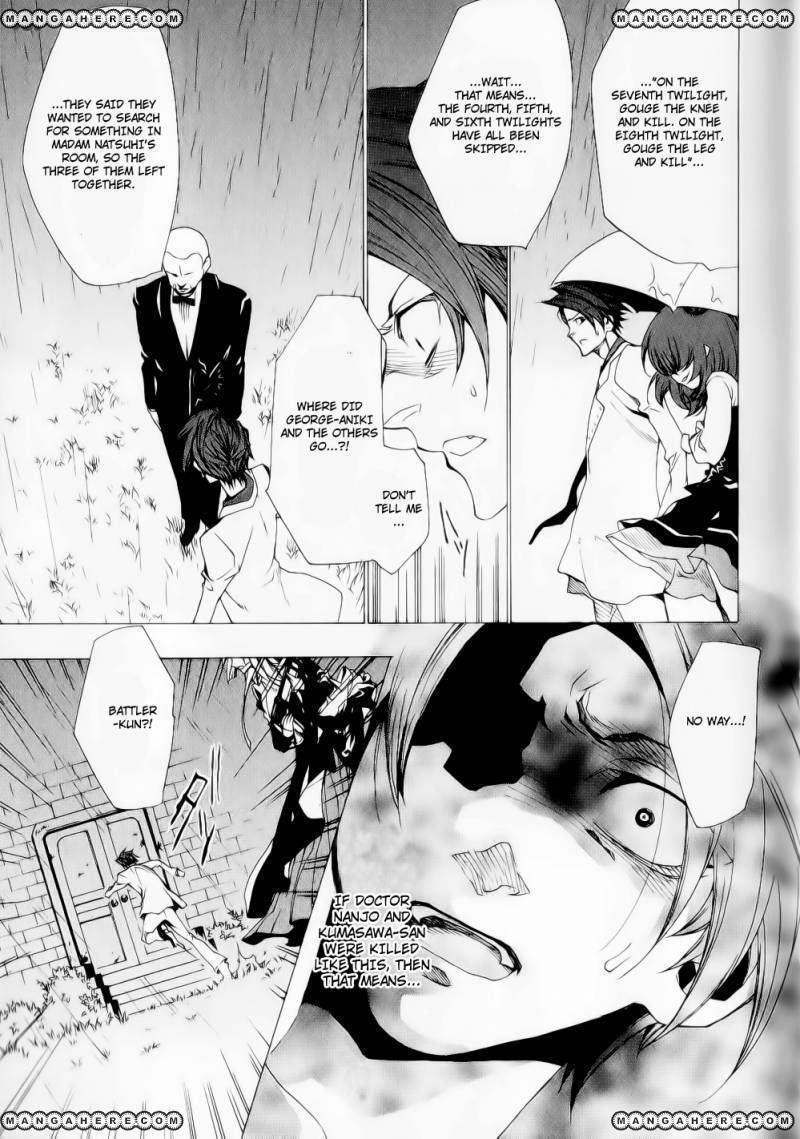 MANGAHERE.COM
MANGAHERE.COM
..."ON THE
SEVENTH TWILIGHT,
GOUGE THE KNEE
AND KILL. ON THE
EIGHTH TWILIGHT,
GOUGE THE LEG
AND KILL"...
...WAIT...
THAT MEANS...
THE FOURTH, FIFTH,
AND SIXTH TWILIGHTS
HAVE ALL BEEN
SKIPPED...
WHERE DID
GEORGE-ANIKI
AND THE OTHERS
GO...?!
DON'T
TELL ME
...
...THEY SAID THEY
WANTED TO SEARCH
FOR SOMETHING IN
MADAM NATSUHI'S
ROOM, SO THE
THREE OF THEM LEFT
TOGETHER.
NO WAY...!
IF DOCTOR
NANJO AND
KUMASAWA-SAN
WERE KILLED
LIKE THIS, THEN
THAT MEANS...
BATTLER
-KUN?!
ダッ
MANGAHERE.COM
MANGAHERE.COM